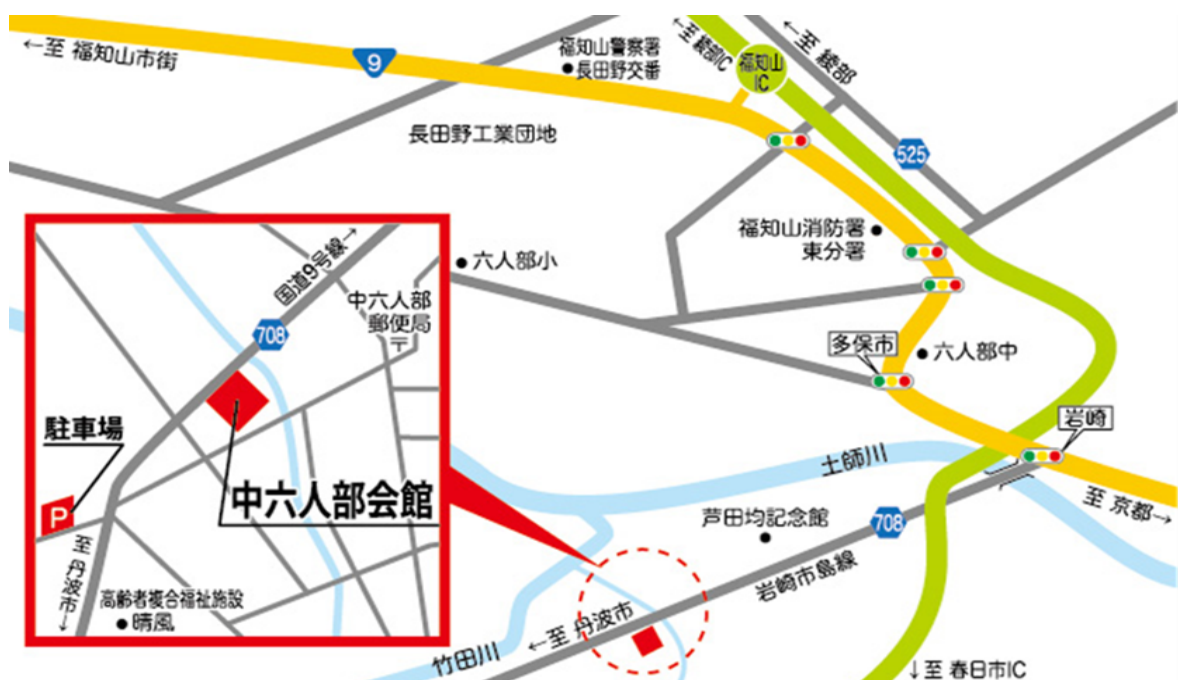 ←至 福知山市街
9
福知山警察署
長田野交番
←至 綾部IC
福知山
IC
←至 綾部
525
長田野工業団地
福知山消防署
東分署
六人部小
多保市
六人部中
岩崎
至 京都→
土師川
芦田均記念館
708
岩崎市島線
←至 丹波市
竹田川
↓至 春日市IC
国道9号線→
708
中六人部
郵便局
〒
駐車場
P
中六人部会館
至 丹波市→
高齢者複合福祉施設
晴風